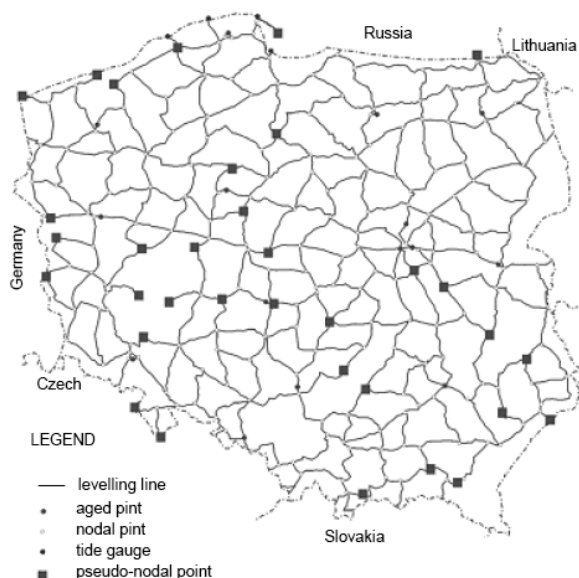 Russia
Lithuania
Germany
Czech
LEGEND
levelling line
aged pint
nodal pint
tide gauge
pseudo-nodal point
Slovakia